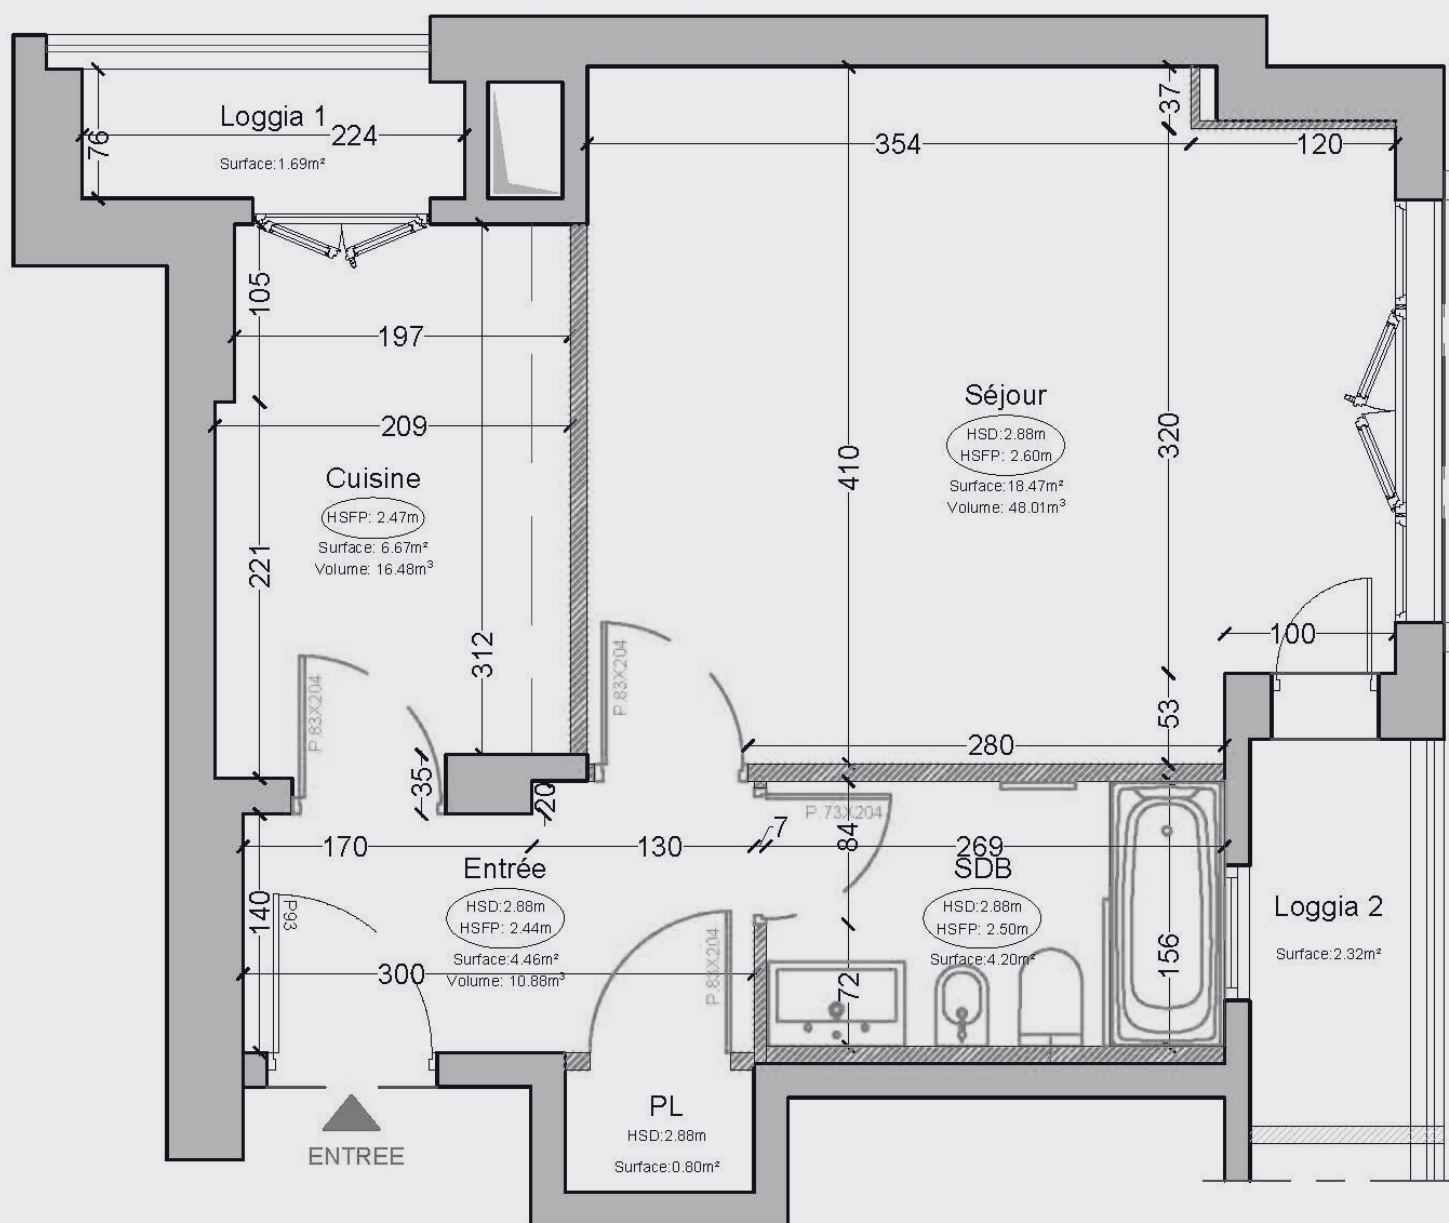 Loggia 1
224
76
Surface:1.69m²
37
354
120
105
197
209
Cuisine
HSFP: 2.47m
Surface: 6.67m²
Volume: 16.48m³
221
312
Séjour
HSD:2.88m
HSFP: 2.60m
Surface:18.47m²
Volume: 48.01m³
410
320
100
53
280
P.83X204
P.83X204
35
20
P.73X204
7
84
170
130
269
Entrée
HSD:2.88m
HSFP: 2.44m
Surface:4.46m²
Volume: 10.88m³
140
P93
300
P.83X204
SDB
HSD:2.88m
HSFP: 2.50m
Surface:4.20m²
72
156
Loggia 2
Surface:2.32m²
PL
HSD:2.88m
Surface:0.80m²
ENTREE